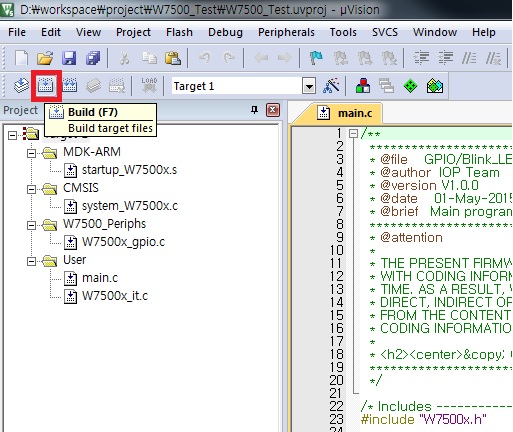 D:₩workspace₩project₩W7500_Test₩W7500_Test.uvproj - µVision
File Edit View Project Flash Debug Peripherals Tools SVCS Window
LOAD Target 1
Project
Build (F7)
Build target files
MDK-ARM
startup_W7500x.s
CMSIS
system_W7500x.c
W7500_Periphs
W7500x_gpio.c
User
main.c
W7500x_it.c
main.c
1 /**
2 **********************
3 * @file GPIO/Blink_LE
4 * @author IOP Team
5 * @version V1.0.0
6 * @date 01-May-2015
7 * @brief Main program
8 **********************
9 * @attention
10 *
11 * THE PRESENT FIRMW
12 * WITH CODING INFORM
13 * TIME. AS A RESULT, W
14 * DIRECT, INDIRECT OF
15 * FROM THE CONTENT
16 * CODING INFORMATIO
17 *
18 * <h2><center>&copy; C
19 **********************
20 */
21
22 /* Includes -----------
23 #include "W7500x.h"